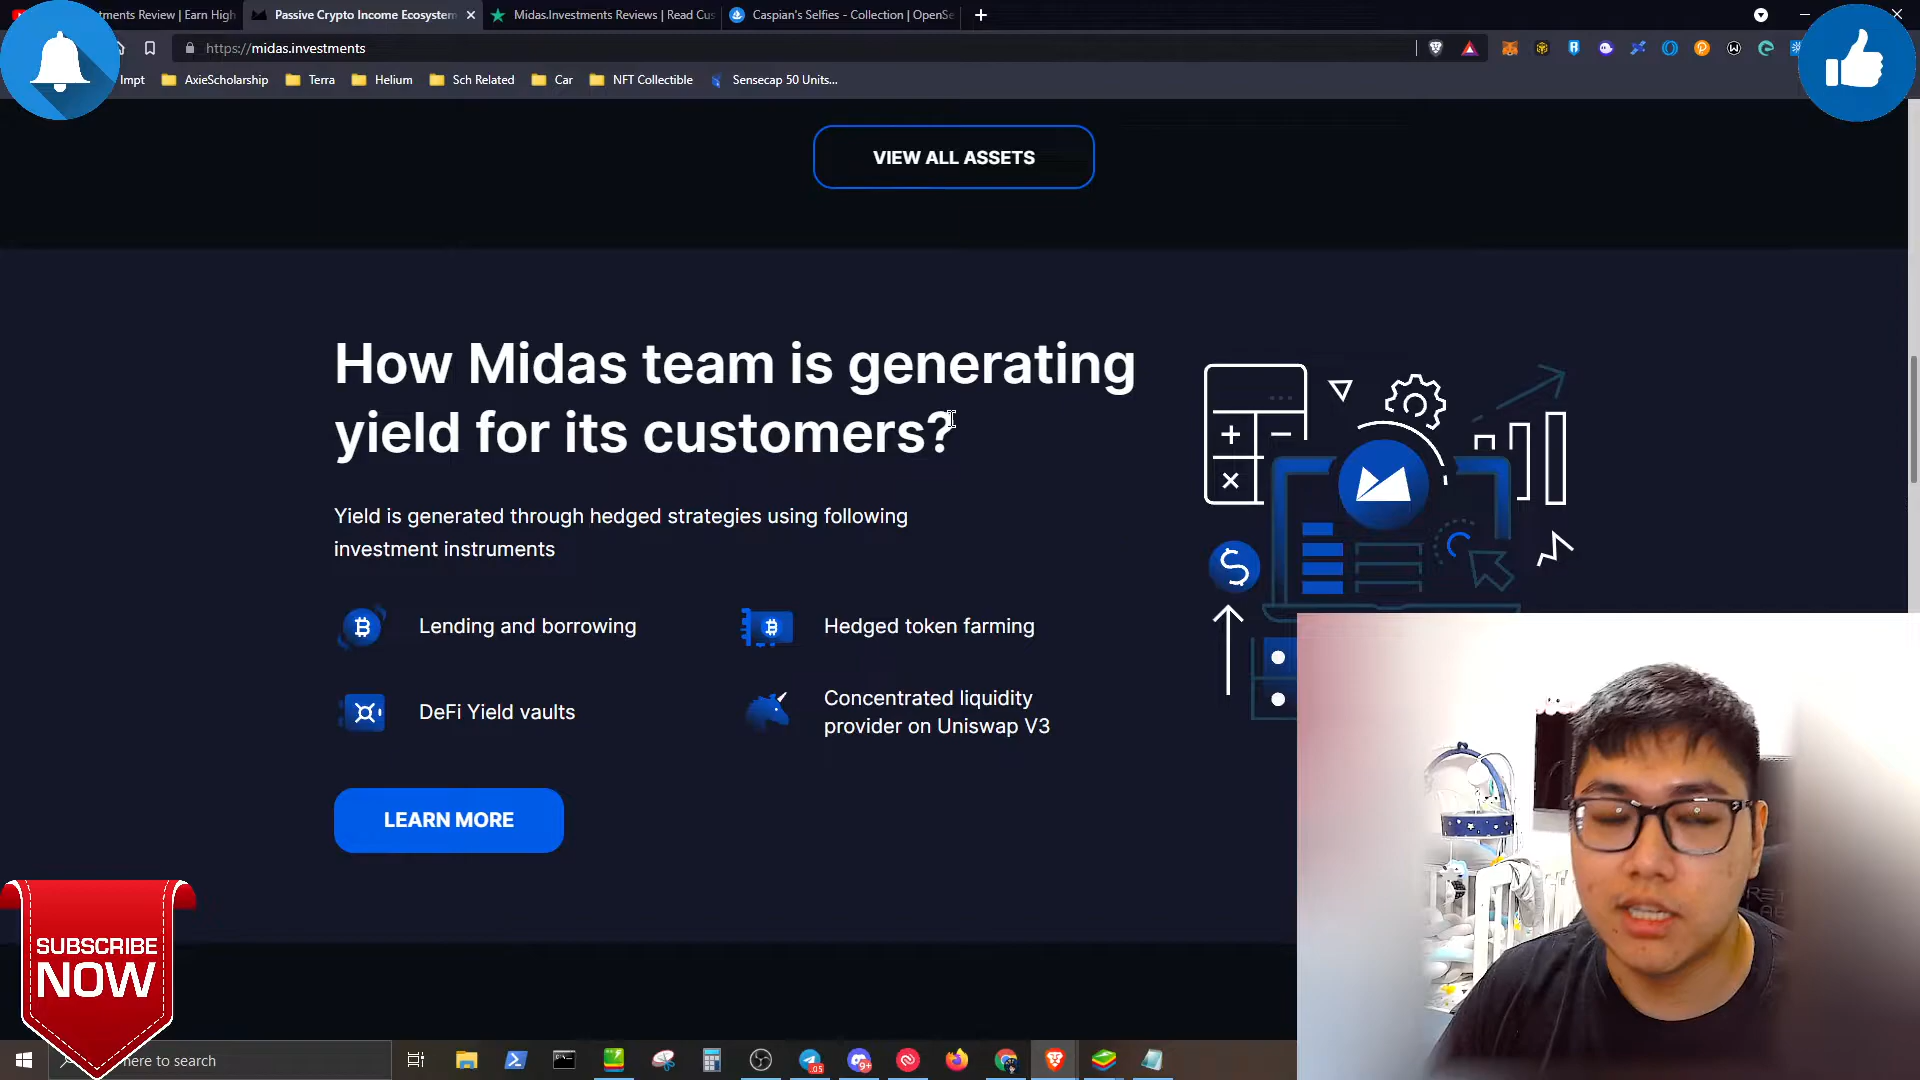 tments Review | Earn High
Passive Crypto Income Ecosystem
Midas.Investments Reviews | Read Cus
Caspian's Selfies - Collection | OpenSe
https://midas.investments
Impt
AxieScholarship
Terra
Helium
Sch Related
Car
NFT Collectible
Sensecap 50 Units...
VIEW ALL ASSETS
How Midas team is generating
yield for its customers?
Yield is generated through hedged strategies using following
investment instruments
Lending and borrowing
Hedged token farming
DeFi Yield vaults
Concentrated liquidity
provider on Uniswap V3
LEARN MORE
SUBSCRIBE
NOW
here to search